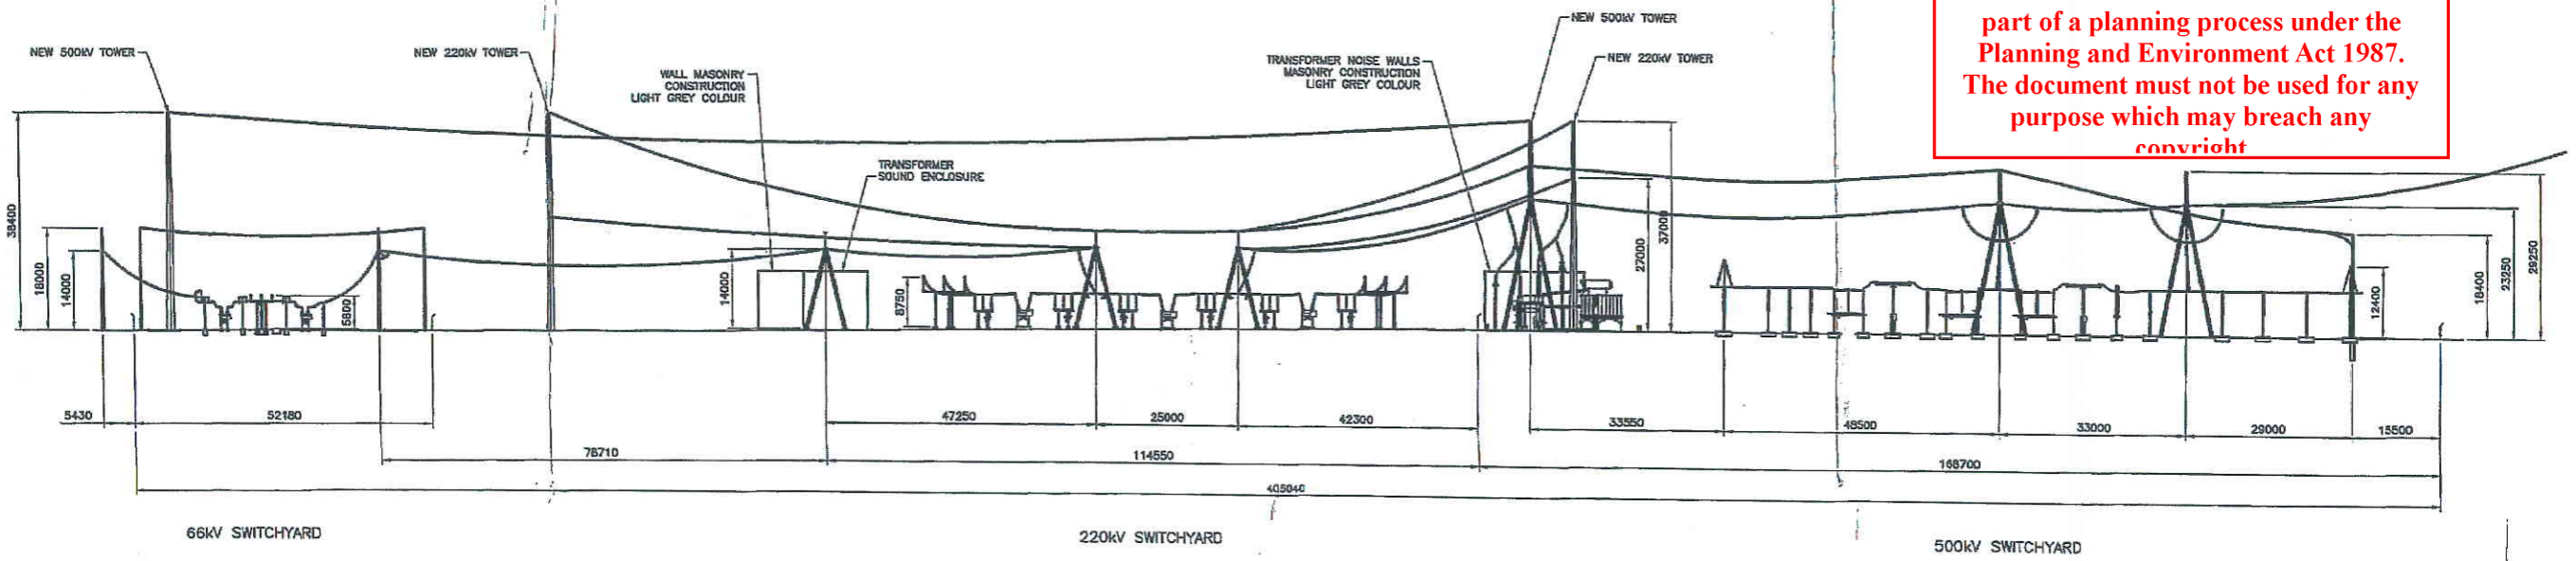 part of a planning process under the
Planning and Environment Act 1987.
The document must not be used for any
purpose which may breach any
copyright
NEW 500kV TOWER
NEW 220kV TOWER
WALL MASONRY
CONSTRUCTION
LIGHT GREY COLOUR
TRANSFORMER
SOUND ENCLOSURE
TRANSFORMER NOISE WALLS
MASONRY CONSTRUCTION
LIGHT GREY COLOUR
NEW 500kV TOWER
NEW 220kV TOWER
38400
18000
14000
5800
14000
8750
27000
37000
12400
18400
23250
29250
5430
52180
47250
25000
42300
33550
48500
33000
29000
15500
78710
114550
168700
405840
66kV SWITCHYARD
220kV SWITCHYARD
500kV SWITCHYARD